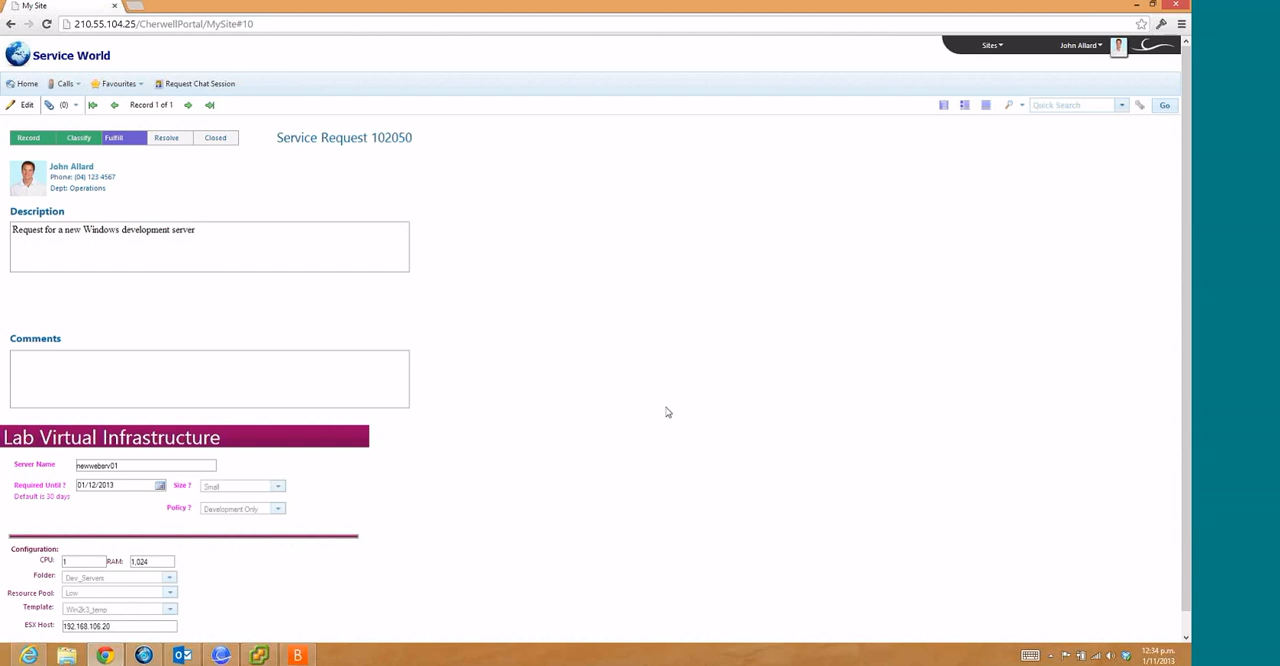 My Site
210.55.104.25/CherwellPortal/MySite#10
Service World
Sites
John Allard
Home Calls Favourites Request Chat Session
Edit (0) Record 1 of 1 Quick Search Go
Record Classify Fulfill Resolve Closed
Service Request 102050
John Allard
Phone: (04) 123 4567
Dept: Operations
Description
Request for a new Windows development server
Comments
Lab Virtual Infrastructure
Server Name newwebserv01
Required Until ? 01/12/2013 Size ? Small
Default is 30 days
Policy ? Development Only
Configuration:
CPU: 1 RAM: 1,024
Folder: Dev_Servers
Resource Pool: Low
Template: Win2k3_temp
ESX Host: 192.168.106.20
B
12:34 p.m.
1/11/2013